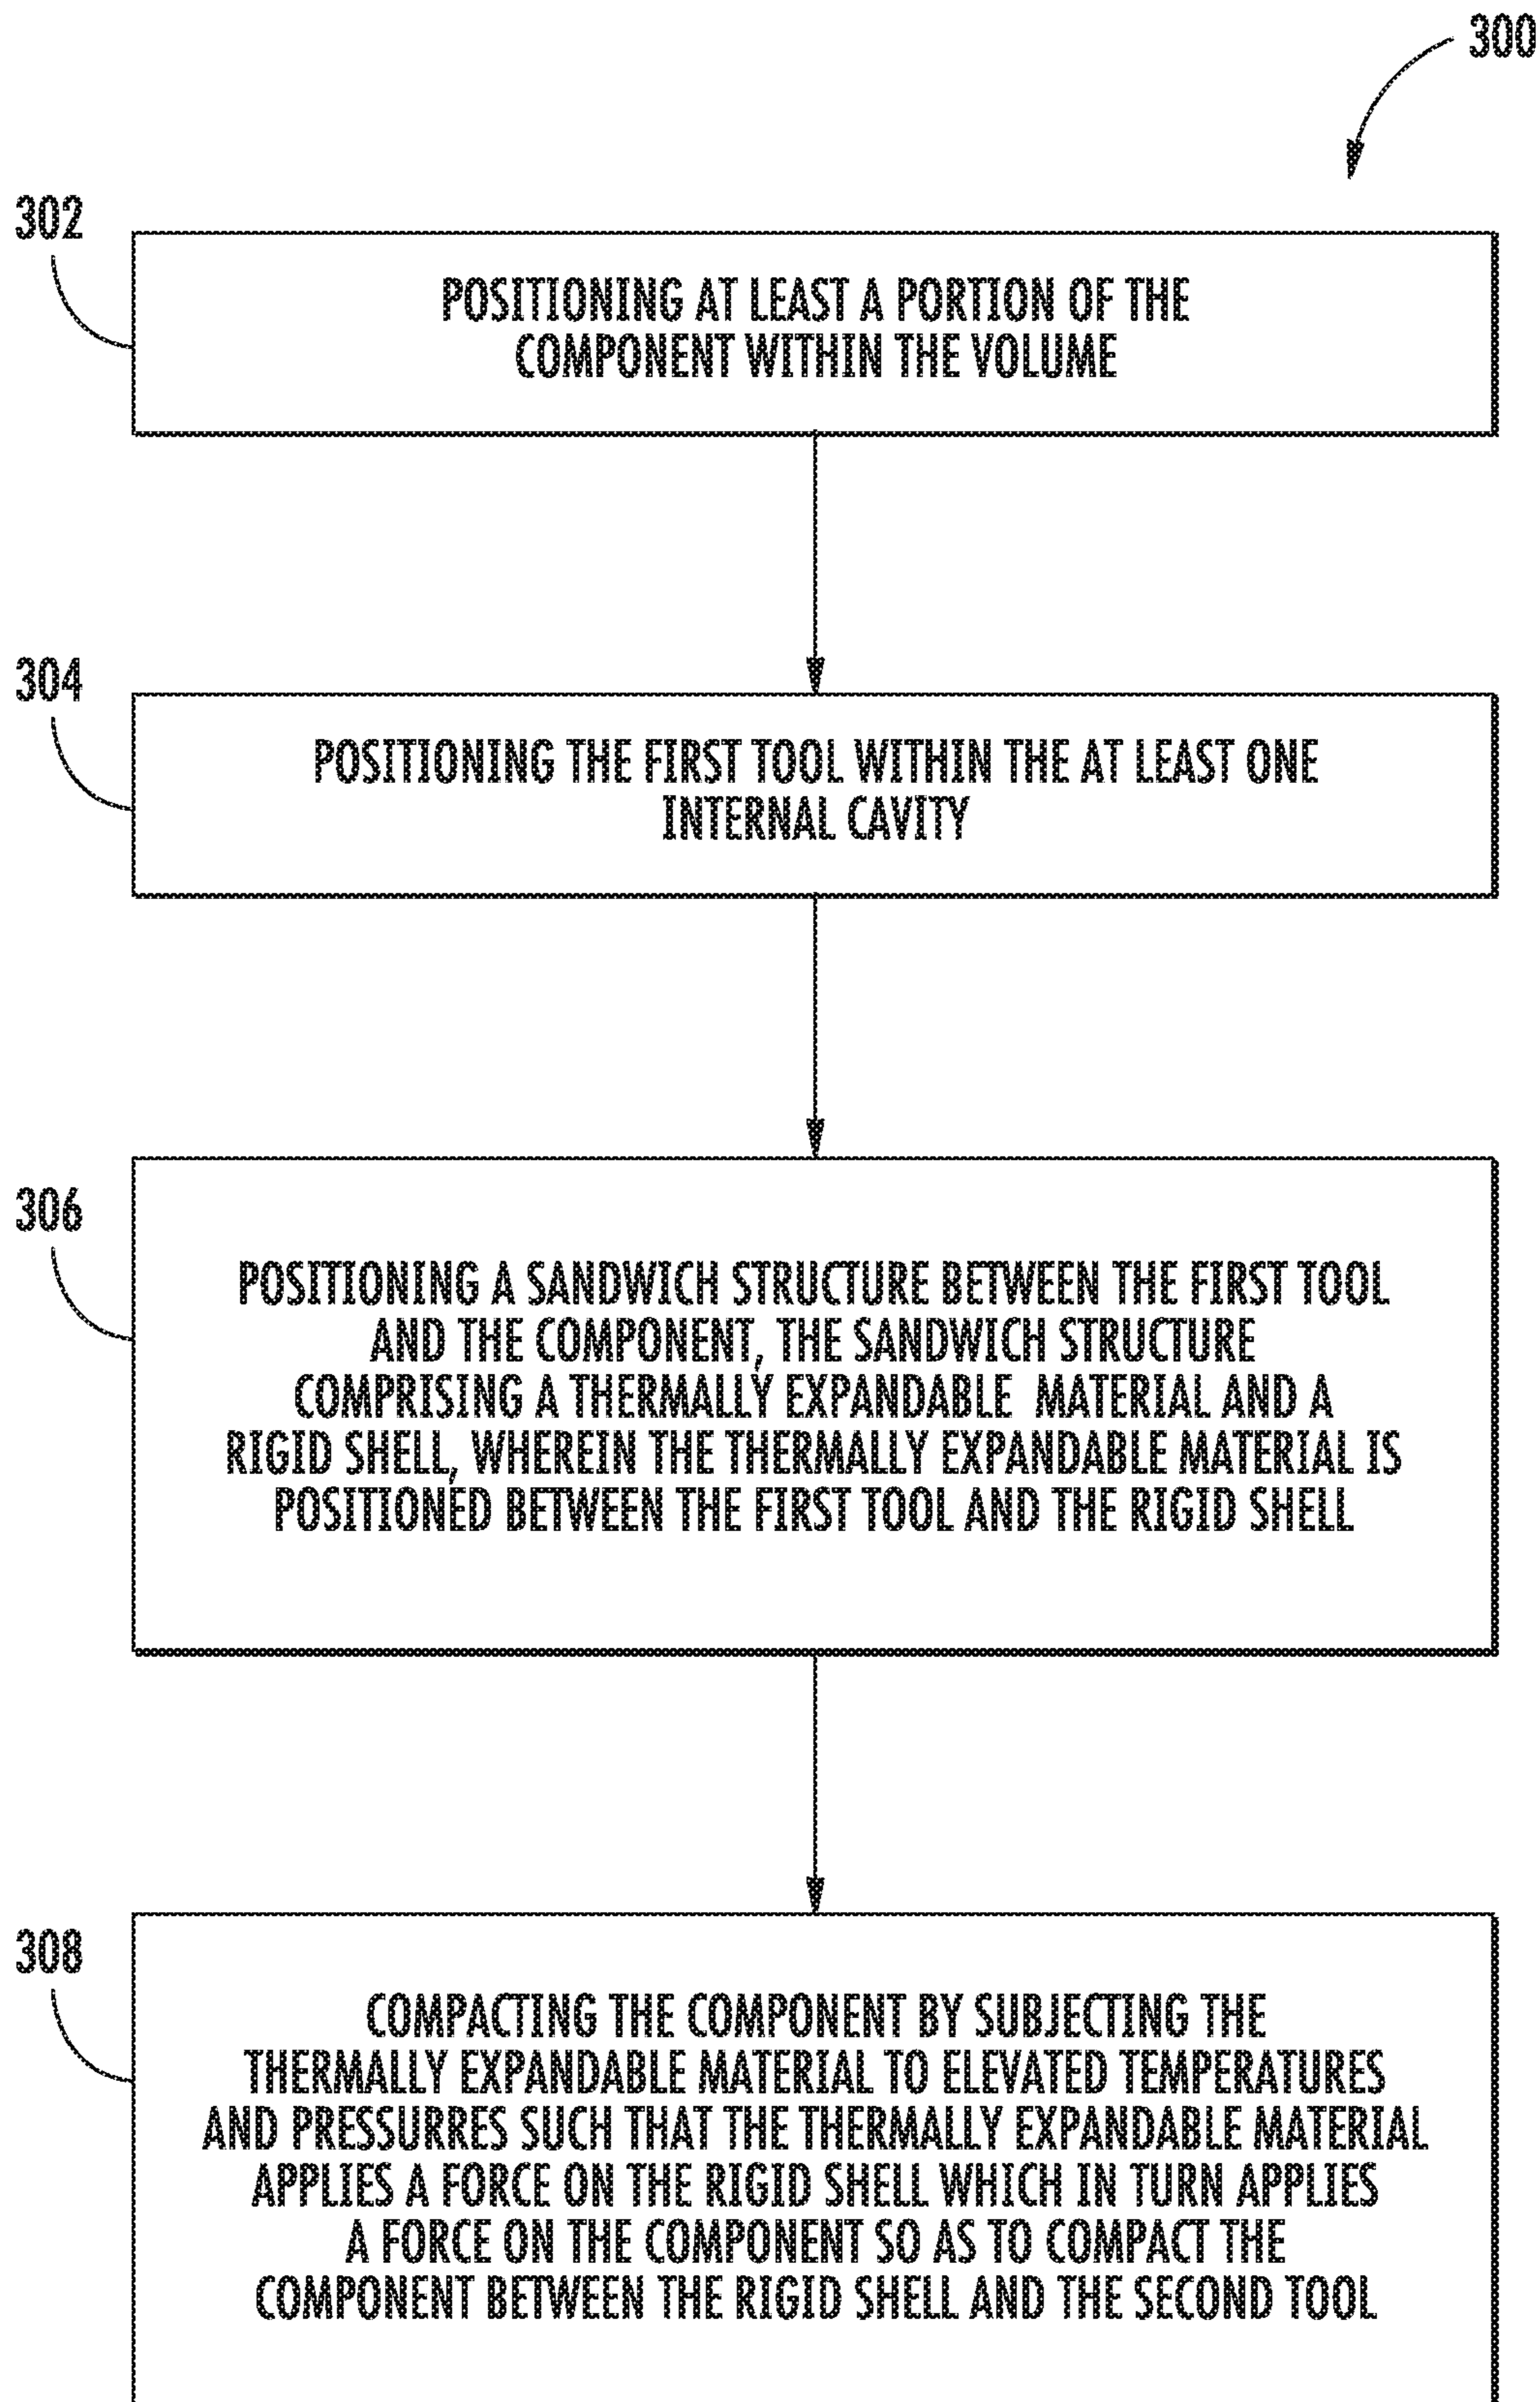 300
302
POSITIONING AT LEAST A PORTION OF THE
COMPONENT WITHIN THE VOLUME
304
POSITIONING THE FIRST TOOL WITHIN THE AT LEAST ONE
INTERNAL CAVITY
306
POSITIONING A SANDWICH STRUCTURE BETWEEN THE FIRST TOOL
AND THE COMPONENT, THE SANDWICH STRUCTURE
COMPRISING A THERMALLY EXPANDABLE MATERIAL AND A
RIGID SHELL, WHEREIN THE THERMALLY EXPANDABLE MATERIAL IS
POSITIONED BETWEEN THE FIRST TOOL AND THE RIGID SHELL
308
COMPACTING THE COMPONENT BY SUBJECTING THE
THERMALLY EXPANDABLE MATERIAL TO ELEVATED TEMPERATURES
AND PRESSURRES SUCH THAT THE THERMALLY EXPANDABLE MATERIAL
APPLIES A FORCE ON THE RIGID SHELL WHICH IN TURN APPLIES
A FORCE ON THE COMPONENT SO AS TO COMPACT THE
COMPONENT BETWEEN THE RIGID SHELL AND THE SECOND TOOL